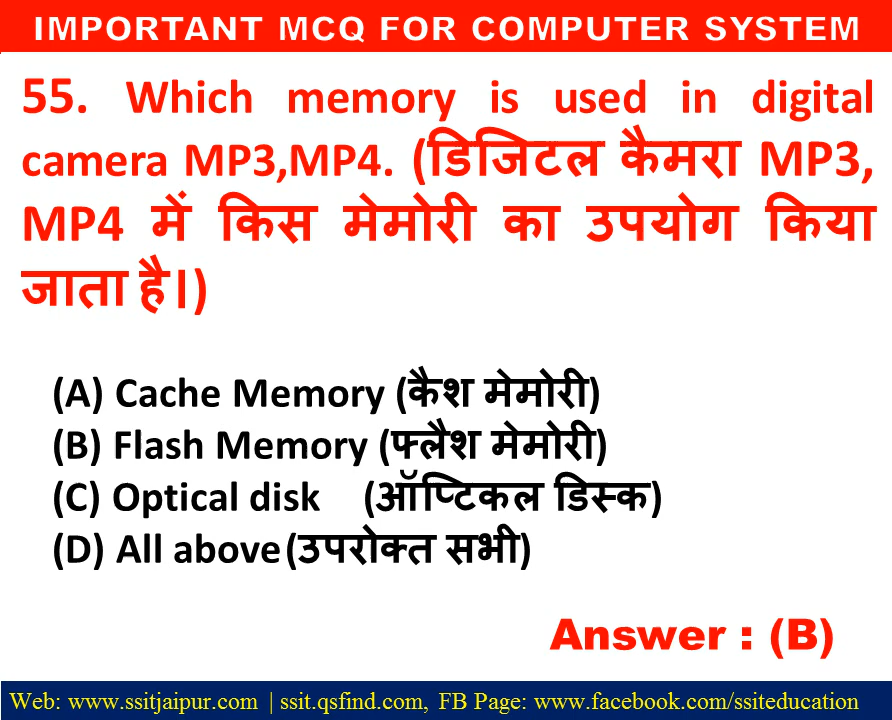 IMPORTANT MCQ FOR COMPUTER SYSTEM
55. Which memory is used in digital
camera MP3,MP4. (डिजिटल कैमरा MP3,
MP4 में किस मेमोरी का उपयोग किया
जाता है।)
(A) Cache Memory (कैश मेमोरी)
(B) Flash Memory (फ्लैश मेमोरी)
(C) Optical disk (ऑप्टिकल डिस्क)
(D) All above (उपरोक्त सभी)
Answer : (B)
Web: www.ssitjaipur.com | ssit.qsfind.com, FB Page: www.facebook.com/ssiteducation